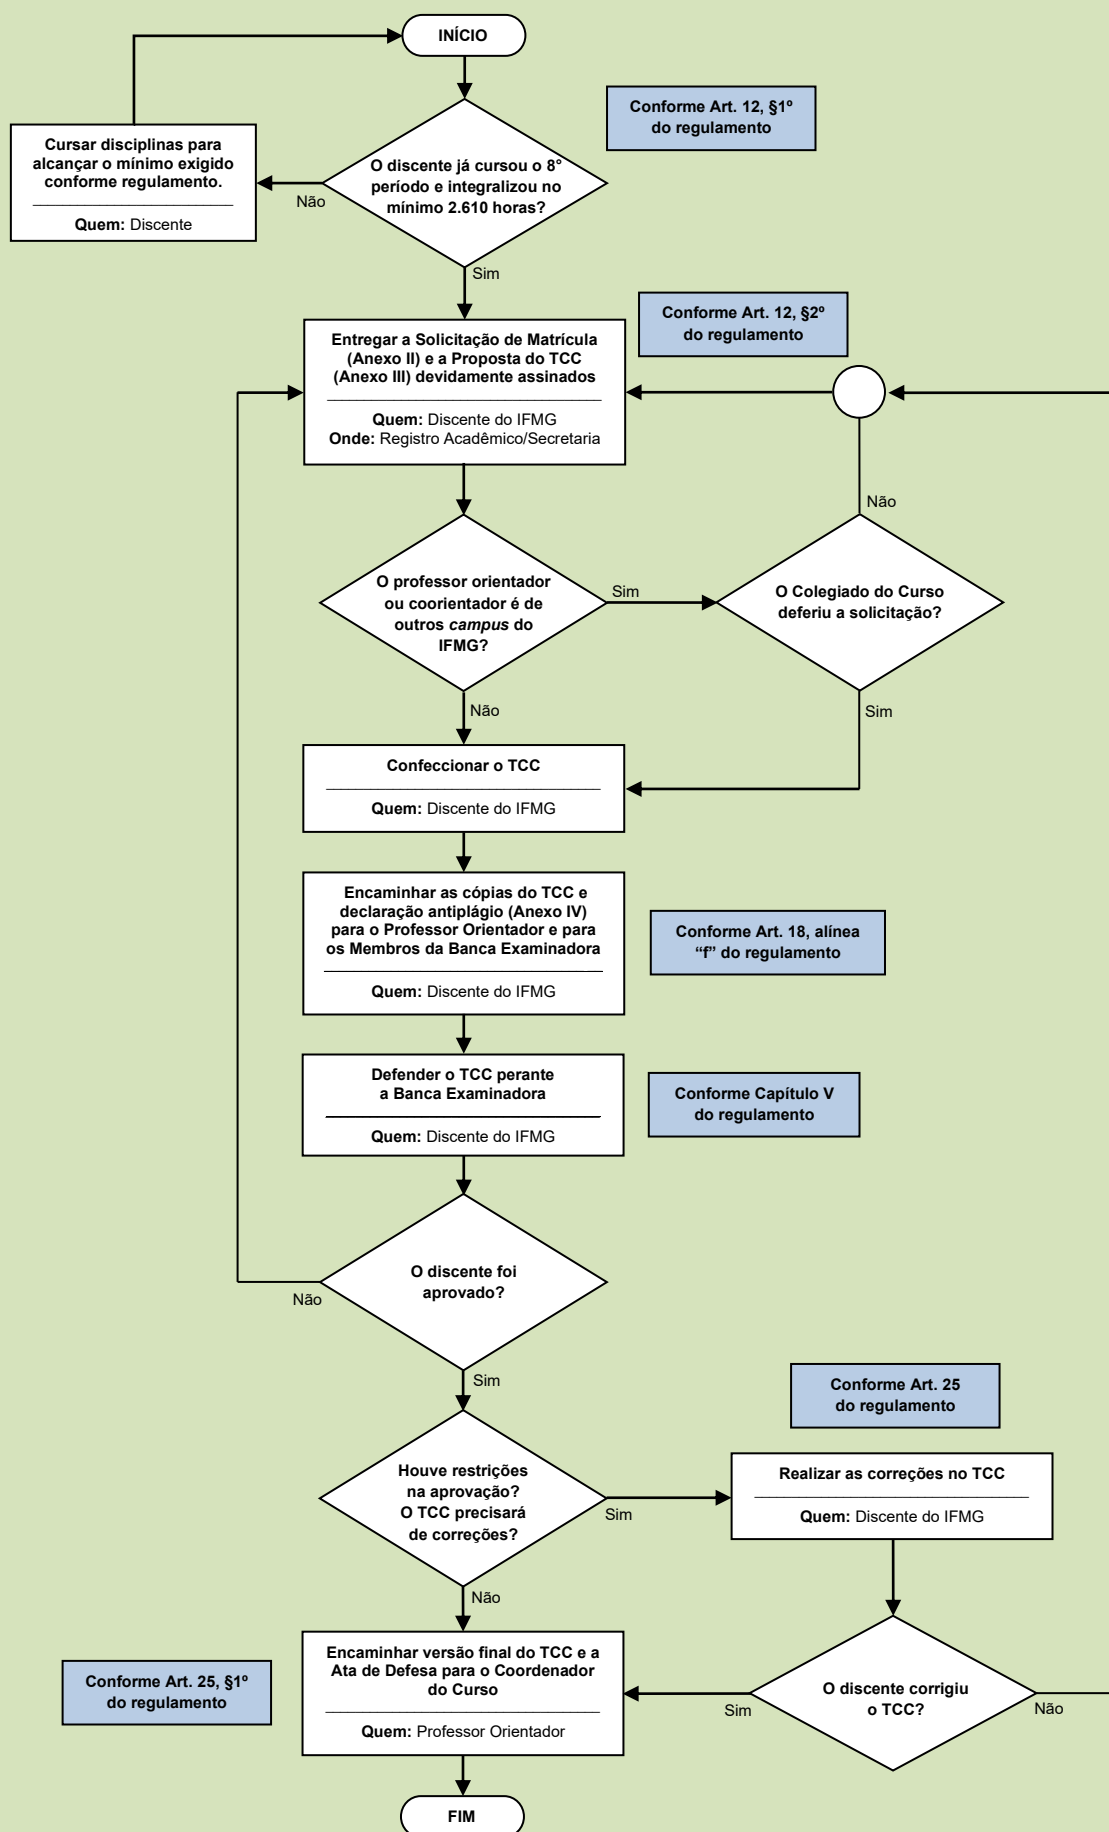 INÍCIO
Conforme Art. 12, §1º
do regulamento
Cursar disciplinas para
alcançar o mínimo exigido
conforme regulamento.
Quem: Discente
O discente já cursou o 8°
período e integralizou no
mínimo 2.610 horas?
Não
Sim
Conforme Art. 12, §2º
do regulamento
Entregar a Solicitação de Matrícula
(Anexo II) e a Proposta do TCC
(Anexo III) devidamente assinados
Quem: Discente do IFMG
Onde: Registro Acadêmico/Secretaria
Não
O professor orientador
ou coorientador é de
outros campus do
IFMG?
Sim
O Colegiado do Curso
deferiu a solicitação?
Não
Sim
Confeccionar o TCC
Quem: Discente do IFMG
Encaminhar as cópias do TCC e
declaração antiplágio (Anexo IV)
para o Professor Orientador e para
os Membros da Banca Examinadora
Quem: Discente do IFMG
Conforme Art. 18, alínea
“f” do regulamento
Defender o TCC perante
a Banca Examinadora
Quem: Discente do IFMG
Conforme Capítulo V
do regulamento
O discente foi
aprovado?
Não
Sim
Conforme Art. 25
do regulamento
Houve restrições
na aprovação?
O TCC precisará
de correções?
Sim
Realizar as correções no TCC
Quem: Discente do IFMG
Não
Conforme Art. 25, §1º
do regulamento
Encaminhar versão final do TCC e a
Ata de Defesa para o Coordenador
do Curso
Quem: Professor Orientador
Sim
O discente corrigiu
o TCC?
Não
FIM